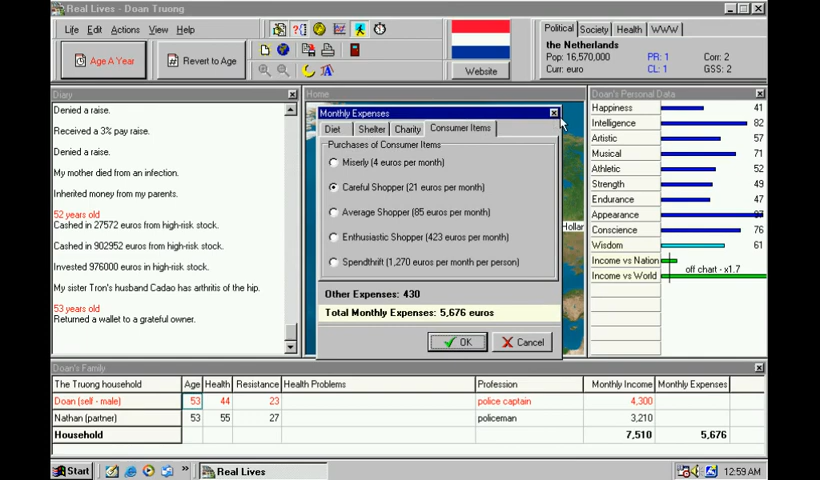 Real Lives - Doan Truong
Life Edit Actions View Help
Age A Year
Revert to Age
Website
Political Society Health WWW
the Netherlands
Pop: 16,570,000 PR: 1 Corr: 2
Curr: euro CL: 1 GSS: 2
Diary
Denied a raise.
Received a 3% pay raise.
Denied a raise.
My mother died from an infection.
Inherited money from my parents.
52 years old
Cashed in 27572 euros from high-risk stock.
Cashed in 902952 euros from high-risk stock.
Invested 976000 euros in high-risk stock.
My sister Tron's husband Cadao has arthritis of the hip.
53 years old
Returned a wallet to a grateful owner.
Home
Hollar
Monthly Expenses
Diet Shelter Charity Consumer Items
Purchases of Consumer Items
Miserly (4 euros per month)
Careful Shopper (21 euros per month)
Average Shopper (85 euros per month)
Enthusiastic Shopper (423 euros per month)
Spendthrift (1,270 euros per month per person)
Other Expenses: 430
Total Monthly Expenses: 5,676 euros
OK Cancel
Doan's Personal Data
Happiness 41
Intelligence 82
Artistic 57
Musical 71
Athletic 52
Strength 49
Endurance 47
Appearance
Conscience 76
Wisdom 61
Income vs Nation
Income vs World off chart - x1.7
Doan's Family
The Truong household Age Health Resistance Health Problems Profession Monthly Income Monthly Expenses
Doan (self - male) 53 44 23 police captain 4,300
Nathan (partner) 53 55 27 policeman 3,210
Household 7,510 5,676
Start Real Lives 12:59 AM